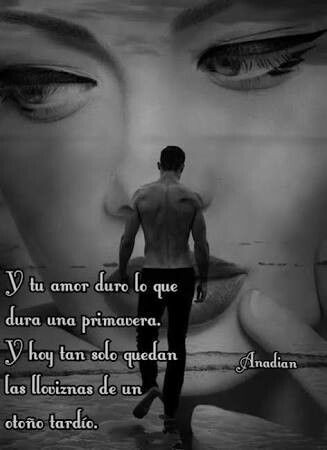 Y tu amor duro lo que
dura una primavera.
Y hoy tan solo quedan
las lloviznas de un
otoño tardío.
Anadian